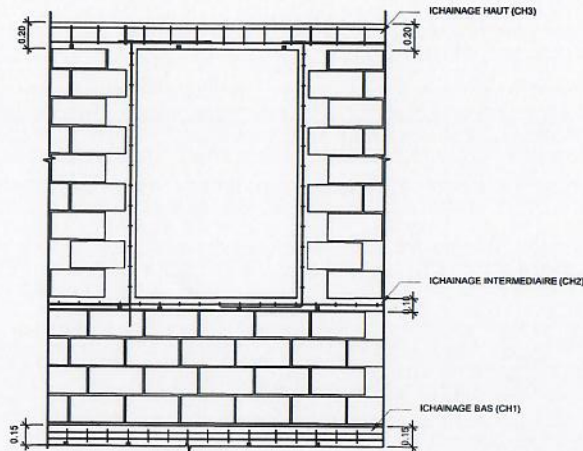 ICHAINAGE HAUT (CH3)
0.20
0.20
ICHAINAGE INTERMEDIAIRE (CH2)
0.10
ICHAINAGE BAS (CH1)
0.15
0.15